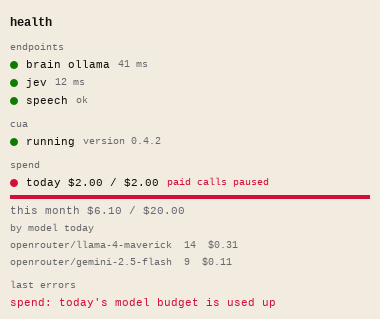 health
endpoints
brain ollama 41 ms
jev 12 ms
speech ok
cua
running version 0.4.2
spend
today $2.00 / $2.00 paid calls paused
this month $6.10 / $20.00
by model today
openrouter/llama-4-maverick 14 $0.31
openrouter/gemini-2.5-flash 9 $0.11
last errors
spend: today's model budget is used up